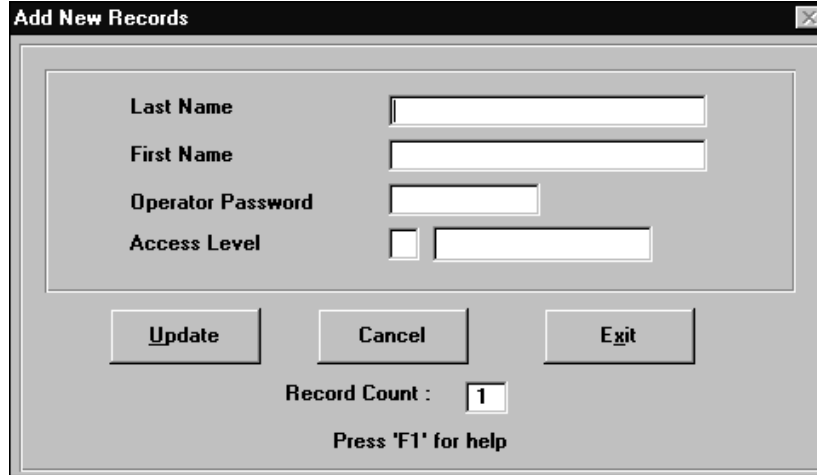 Add New Records
Last Name
First Name
Operator Password
Access Level
Update Cancel Exit
Record Count : 1
Press 'F1' for help